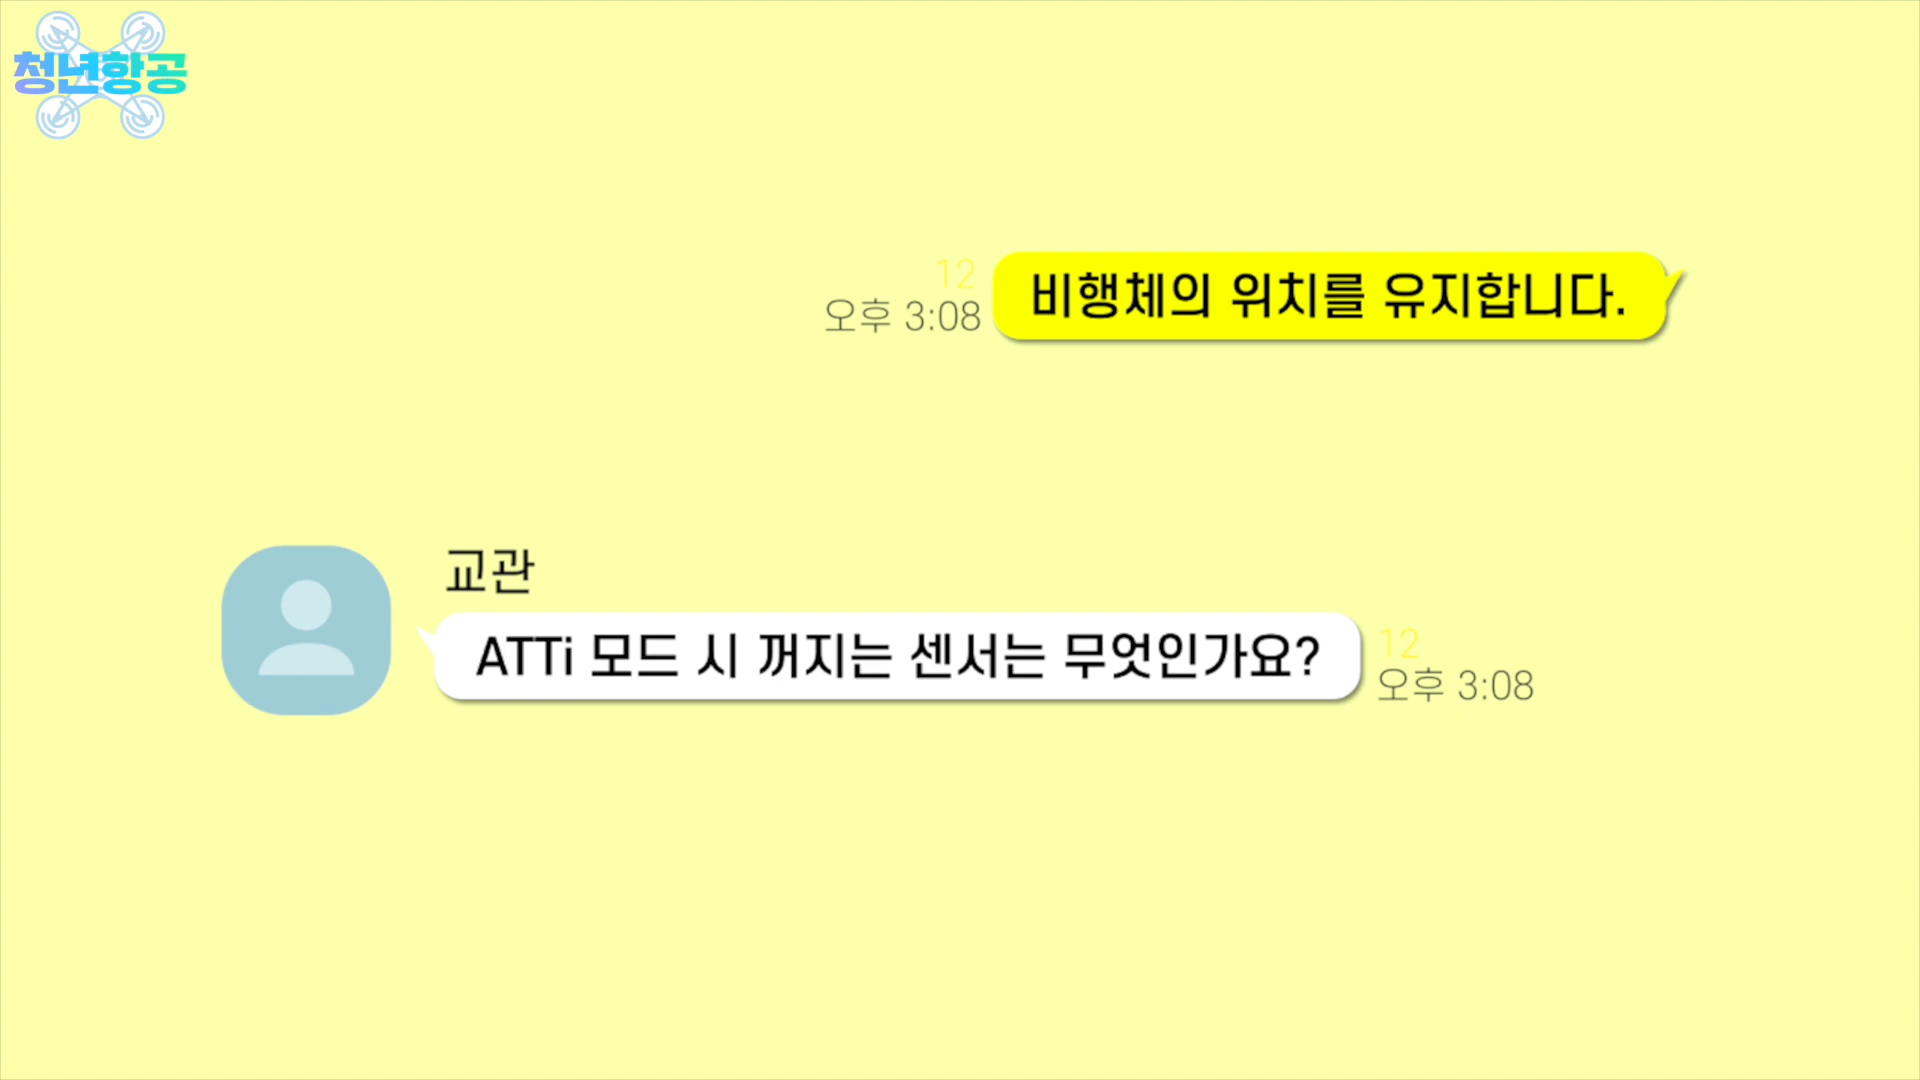 청년항공
12
오후 3:08
비행체의 위치를 유지합니다.
교관
ATTi 모드 시 꺼지는 센서는 무엇인가요?
12
오후 3:08